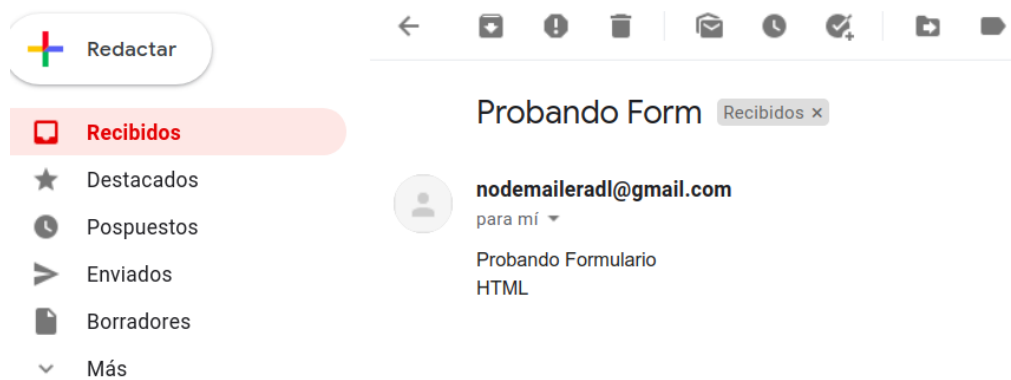 Redactar
Recibidos
Destacados
Pospuestos
Enviados
Borradores
Más
Probando Form Recibidos ×
nodemaileradl@gmail.com
para mí
Probando Formulario
HTML